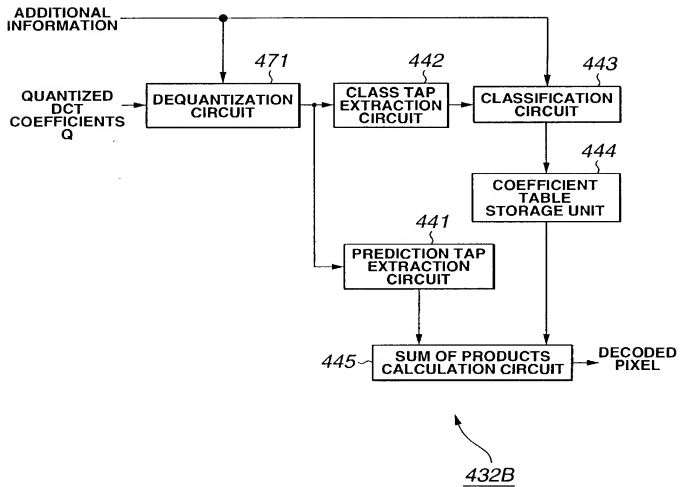 ADDITIONAL
INFORMATION
471
442
443
QUANTIZED
DCT
COEFFICIENTS
Q
DEQUANTIZATION
CIRCUIT
CLASS TAP
EXTRACTION
CIRCUIT
CLASSIFICATION
CIRCUIT
444
COEFFICIENT
TABLE
STORAGE UNIT
441
PREDICTION TAP
EXTRACTION
CIRCUIT
445
SUM OF PRODUCTS
CALCULATION CIRCUIT
DECODED
PIXEL
432B